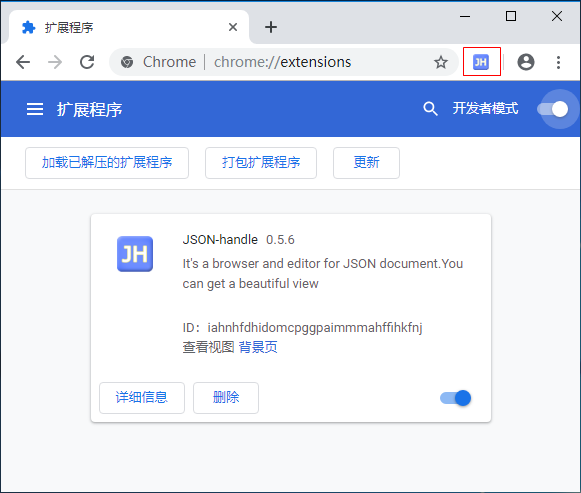 扩展程序
Chrome | chrome://extensions
JH
扩展程序
开发者模式
加载已解压的扩展程序
打包扩展程序
更新
JH
JSON-handle 0.5.6
It's a browser and editor for JSON document.You
can get a beautiful view
ID：iahnhfdhidomcpggpaimmmahffihkfnj
查看视图 背景页
详细信息
删除